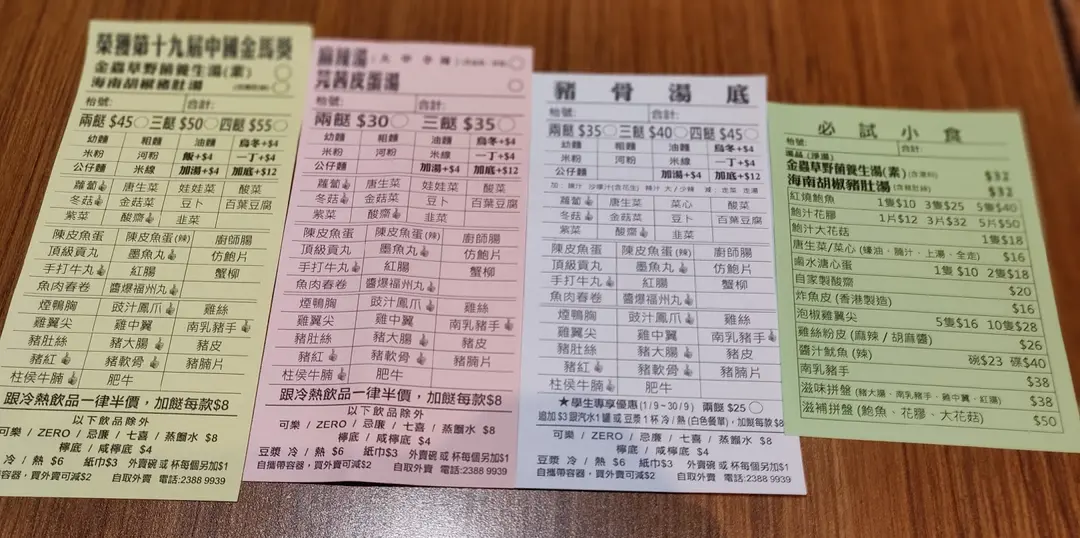 榮獲第十九屆中國金馬獎
金蟲草野菌養生湯(素)
海南胡椒豬肚湯
枱號: 合計:
兩餸 $45 三餸 $50 四餸 $55
幼麵 粗麵 油麵+$4 烏冬+$4
米粉 河粉 飯+$4 一丁+$4
公仔麵 米線 加湯+$4 加底+$12
蘿蔔 唐生菜 娃娃菜 酸菜
冬菇 金菇菜 豆卜 百葉豆腐
紫菜 酸齋 韭菜
陳皮魚蛋 陳皮魚蛋(辣) 廚師腸
頂級貢丸 墨魚丸 仿鮑片
手打牛丸 紅腸 蟹柳
魚肉春卷 醬爆福州丸
煙鴨胸 豉汁鳳爪 雞絲
雞翼尖 雞中翼 南乳豬手
豬肚絲 豬大腸 豬皮
豬紅 豬軟骨 豬腩片
柱侯牛腩 肥牛
跟冷熱飲品一律半價，加餸每款$8
以下飲品除外
可樂 / ZERO / 忌廉 / 七喜 / 蒸餾水 $8
檸底 / 咸檸底 $4
冷 / 熱 $6 紙巾$3 外賣碗 或 杯每個另加$1
自攜帶容器，買外賣可減$2 自取外賣 電話:2388 9939
麻辣湯
芫茜皮蛋湯
枱號: 合計:
兩餸 $30 三餸 $35
幼麵 粗麵 油麵 烏冬+$4
米粉 河粉 米線 一丁+$4
公仔麵 加湯+$4 加底+$12
蘿蔔 唐生菜 娃娃菜 酸菜
冬菇 金菇菜 豆卜 百葉豆腐
紫菜 酸齋 韭菜
陳皮魚蛋 陳皮魚蛋(辣) 廚師腸
頂級貢丸 墨魚丸 仿鮑片
手打牛丸 紅腸 蟹柳
魚肉春卷 醬爆福州丸
煙鴨胸 豉汁鳳爪 雞絲
雞翼尖 雞中翼 南乳豬手
豬肚絲 豬大腸 豬皮
豬紅 豬軟骨 豬腩片
柱侯牛腩 肥牛
跟冷熱飲品一律半價，加餸每款$8
以下飲品除外
可樂 / ZERO / 忌廉 / 七喜 / 蒸餾水 $8
檸底 / 咸檸底 $4
豆漿 冷 / 熱 $6 紙巾$3 外賣碗 或 杯每個另加$1
自攜帶容器，買外賣可減$2 自取外賣 電話:2388 9939
豬骨湯底
枱號: 合計:
兩餸 $35 三餸 $40 四餸 $45
幼麵 粗麵 油麵 烏冬+$4
米粉 河粉 米線 一丁+$4
公仔麵 加湯+$4 加底+$12
蘿蔔 唐生菜 菜心 酸菜
冬菇 金菇菜 豆卜 百葉豆腐
紫菜 酸齋 韭菜
陳皮魚蛋 陳皮魚蛋(辣) 廚師腸
頂級貢丸 墨魚丸 仿鮑片
手打牛丸 紅腸 蟹柳
魚肉春卷 醬爆福州丸
煙鴨胸 豉汁鳳爪 雞絲
雞翼尖 雞中翼 南乳豬手
豬肚絲 豬大腸 豬皮
豬紅 豬軟骨 豬腩片
柱侯牛腩 肥牛
★學生專享優惠 (1/9~30/9) 兩餸 $25
追加 $3 跟汽水1罐 或 豆漿1杯 冷/熱 (白色餐單)，加餸每款$8
可樂 / ZERO / 忌廉 / 七喜 / 蒸餾水 $8
檸底 / 咸檸底 $4
豆漿 冷 / 熱 $6 紙巾$3 外賣碗 或 杯每個另加$1
自攜帶容器，買外賣可減$2 自取外賣 電話:2388 9939
必試小食
枱號: 合計:
湯品 (淨湯)
金蟲草野菌養生湯(素) $32
海南胡椒豬肚湯 $32
紅燒鮑魚 1隻$10 3隻$25 5隻$40
鮑汁花膠 1片$12 3片$32 5片$50
鮑汁大花菇 1隻$18
唐生菜/菜心 (蠔油、腩汁、上湯、全走) $16
鹵水溏心蛋 1隻 $10 2隻$18
自家製酸齋 $20
炸魚皮 (香港製造) $16
泡椒雞翼尖 5隻$16 10隻$28
雞絲粉皮 (麻辣 / 胡麻醬) $26
醬汁魷魚 (辣) 碗$23 碟$40
南乳豬手 $38
滋味拼盤 (豬大腸、南乳豬手、雞中翼、紅腸) $38
滋補拼盤 (鮑魚、花膠、大花菇) $50